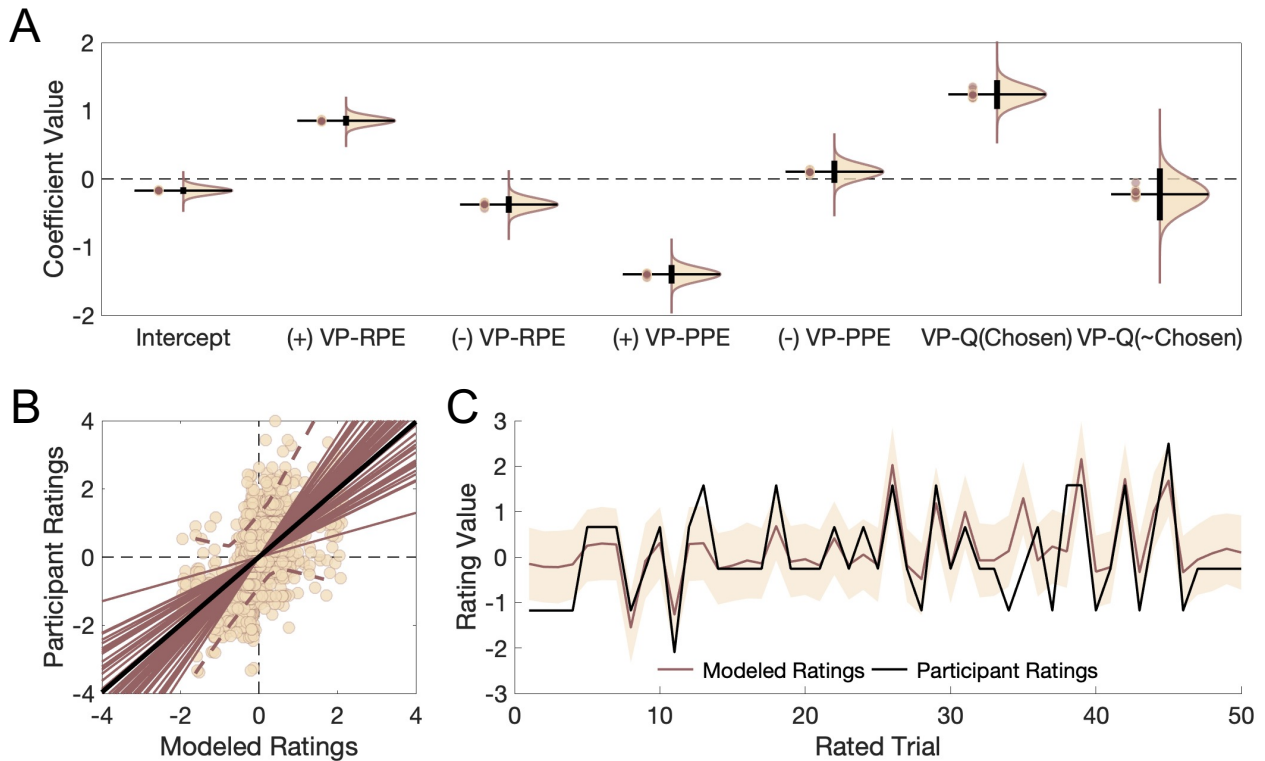 A
Coefficient Value
2
1
0
-1
-2
Intercept
(+) VP-RPE
(-) VP-RPE
(+) VP-PPE
(-) VP-PPE
VP-Q(Chosen)
VP-Q(~Chosen)
B
Participant Ratings
4
2
0
-2
-4
-4
-2
0
2
4
Modeled Ratings
C
Rating Value
3
2
1
0
-1
-2
-3
Modeled Ratings
Participant Ratings
0
10
20
30
40
50
Rated Trial